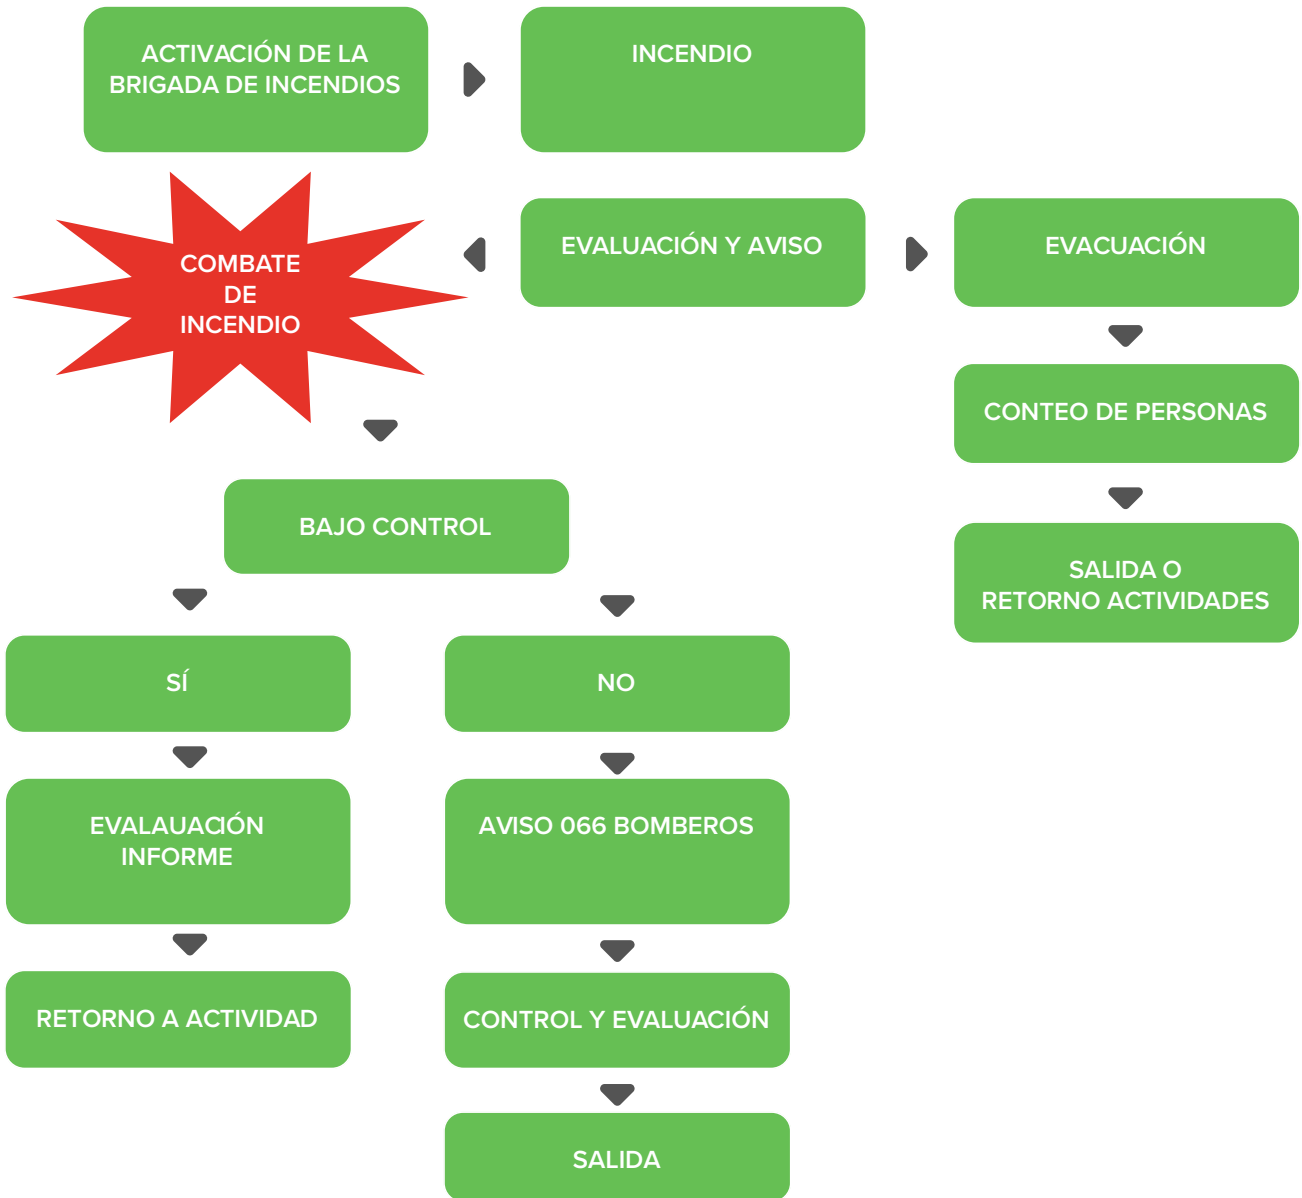 ACTIVACIÓN DE LA
BRIGADA DE INCENDIOS
INCENDIO
COMBATE
DE
INCENDIO
EVALUACIÓN Y AVISO
EVACUACIÓN
CONTEO DE PERSONAS
SALIDA O
RETORNO ACTIVIDADES
BAJO CONTROL
SÍ
NO
EVALAUACIÓN
INFORME
AVISO 066 BOMBEROS
RETORNO A ACTIVIDAD
CONTROL Y EVALUACIÓN
SALIDA